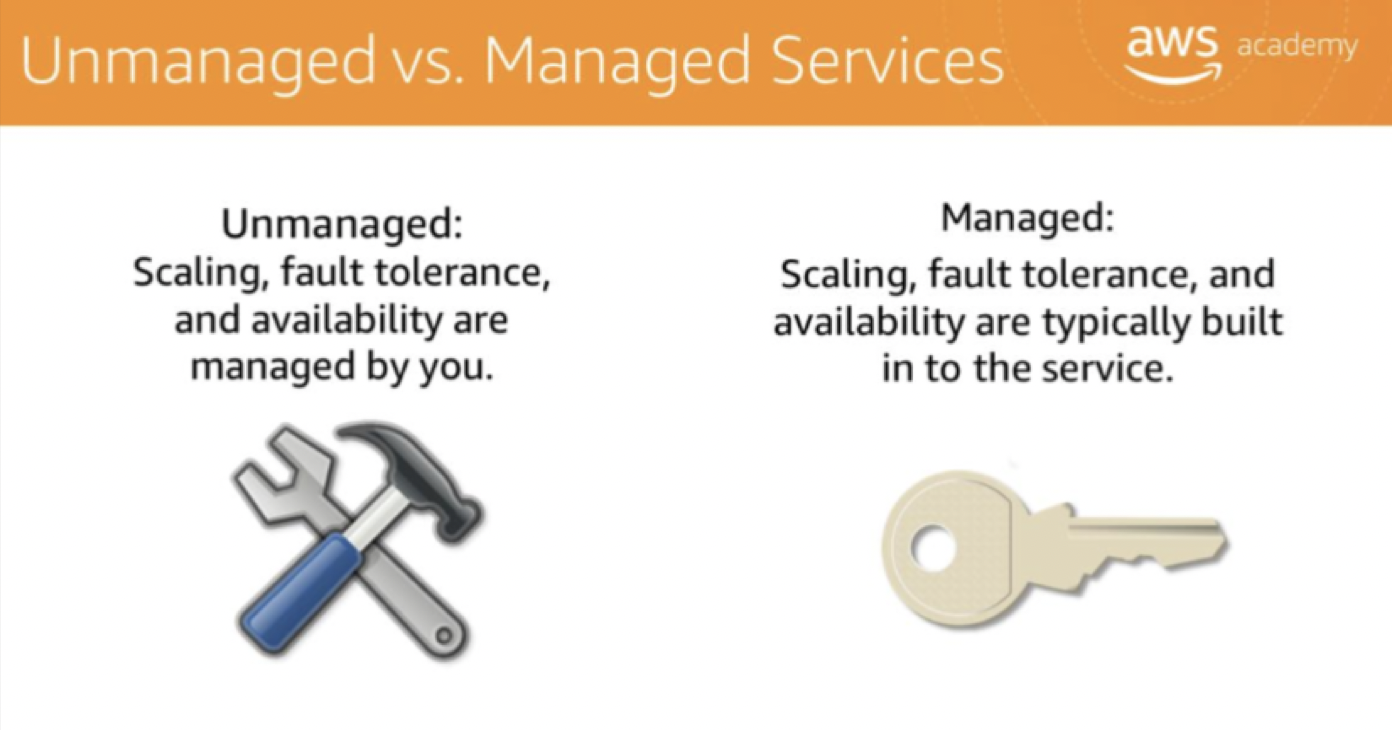 Unmanaged vs. Managed Services
aws academy
Unmanaged:
Scaling, fault tolerance,
and availability are
managed by you.
Managed:
Scaling, fault tolerance, and
availability are typically built
in to the service.